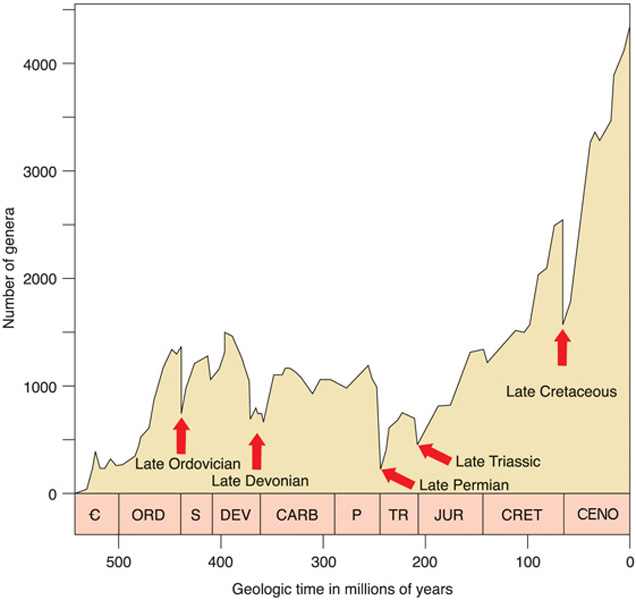 Number of genera
4000
3000
2000
1000
0
Late Ordovician
Late Devonian
Late Permian
Late Triassic
Late Cretaceous
Є ORD S DEV CARB P TR JUR CRET CENO
500 400 300 200 100 0
Geologic time in millions of years